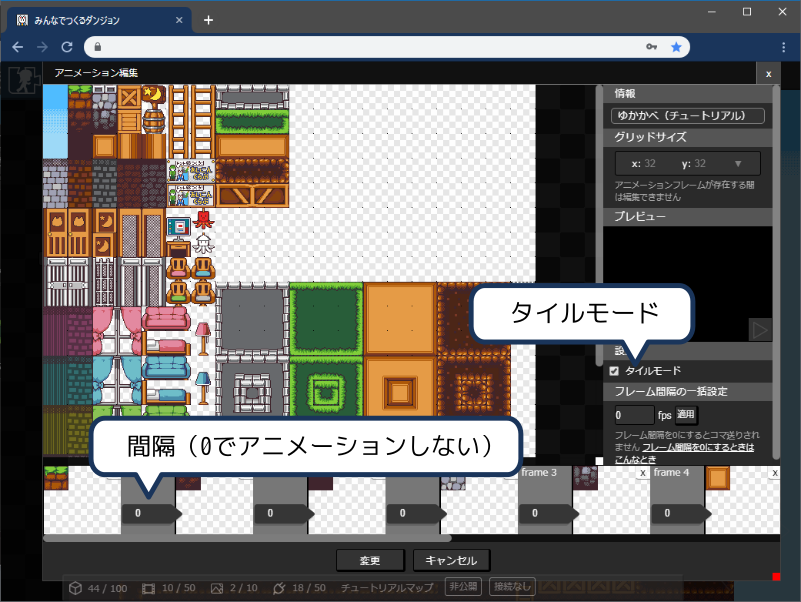 みんなでつくるダンジョン
アニメーション編集
x
情報
ゆかかべ（チュートリアル）
グリッドサイズ
x: 32 y: 32
アニメーションフレームが存在する間
は編集できません
プレビュー
タイルモード
タイルモード
フレーム間隔の一括設定
0 fps 適用
フレーム間隔を0にするとコマ送りされ
ません フレーム間隔を0にするときは
こんなとき
間隔（0でアニメーションしない）
frame 3 x frame 4 x
0 0 0 0 0
変更 キャンセル
44 / 100 10 / 50 2 / 10 18 / 50 チュートリアルマップ 非公開 接続なし